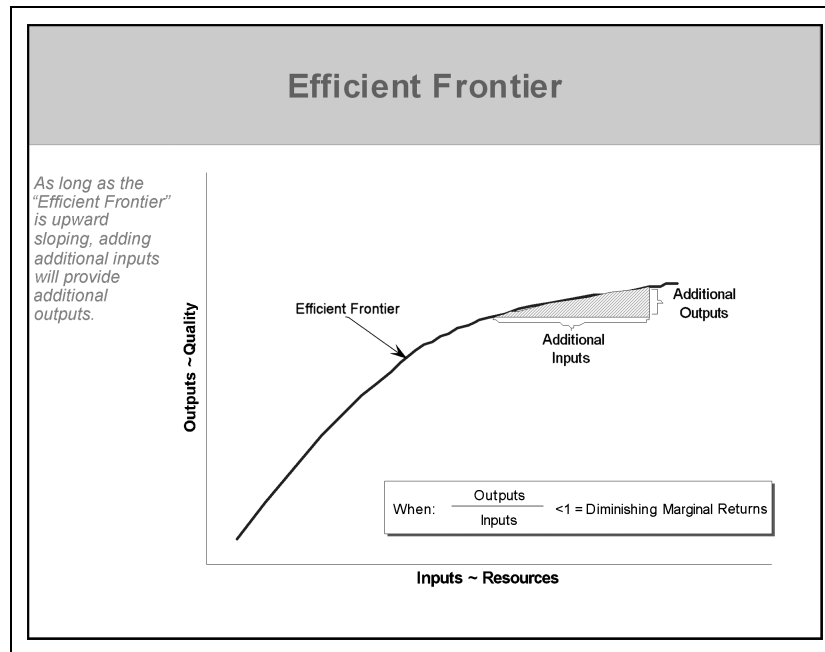 Efficient Frontier
As long as the
“Efficient Frontier”
is upward
sloping, adding
additional inputs
will provide
additional
outputs.
Outputs ~ Quality
Efficient Frontier
Additional
Outputs
Additional
Inputs
When:
Outputs
Inputs
<1 = Diminishing Marginal Returns
Inputs ~ Resources